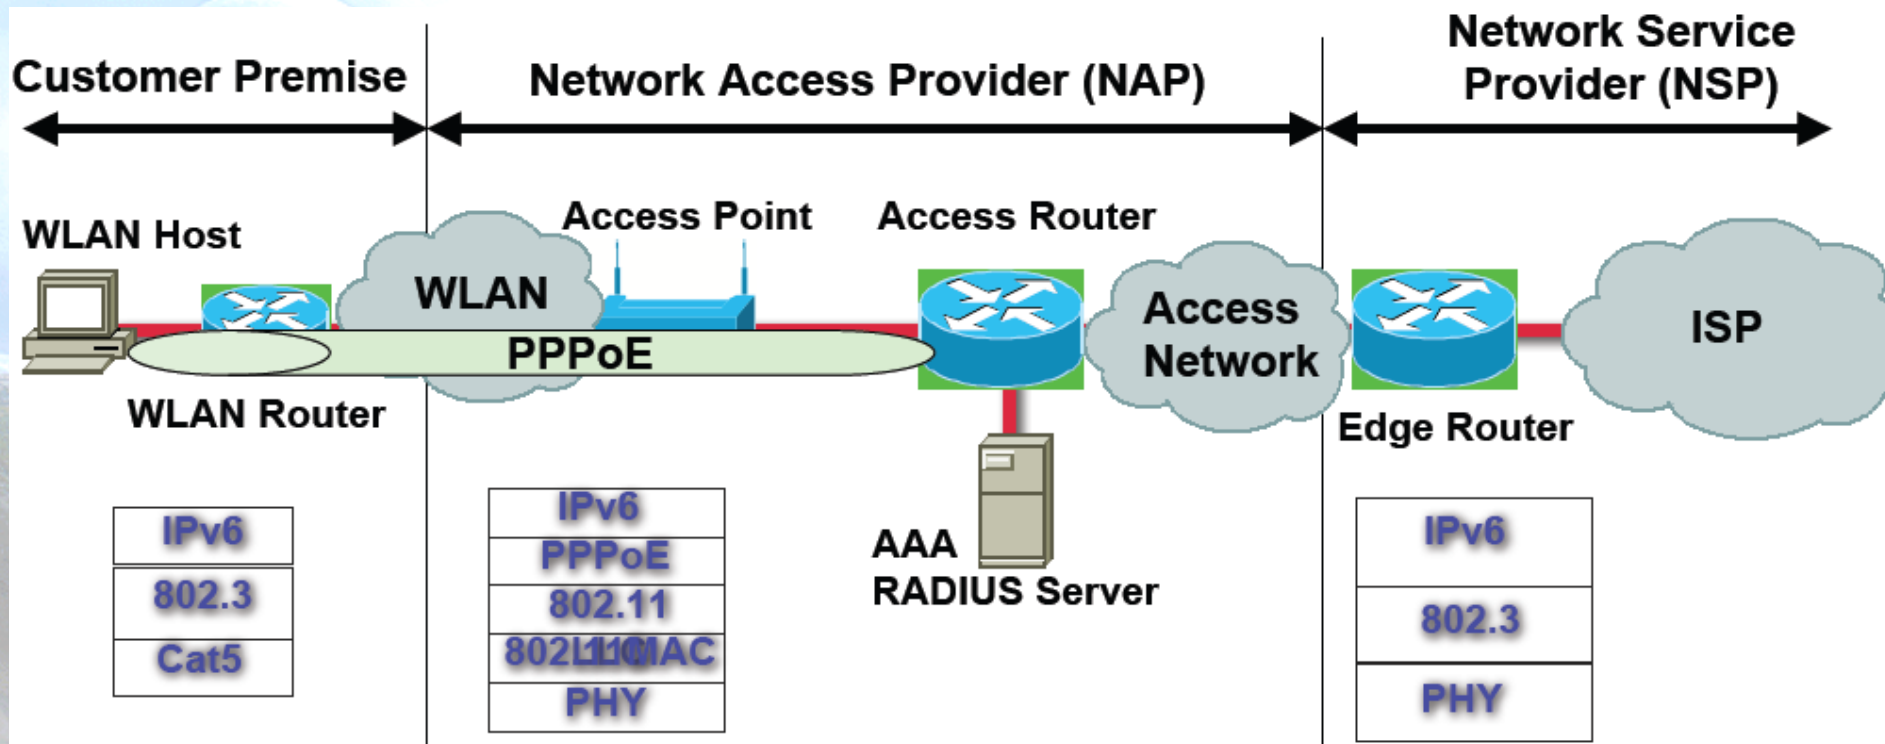 Customer Premise
Network Access Provider (NAP)
Network Service
Provider (NSP)
WLAN Host
WLAN
Access Point
Access Router
Access
Network
ISP
PPPoE
WLAN Router
Edge Router
AAA
RADIUS Server
IPv6
802.3
Cat5
IPv6
PPPoE
802.11
MAC
PHY
IPv6
802.3
PHY